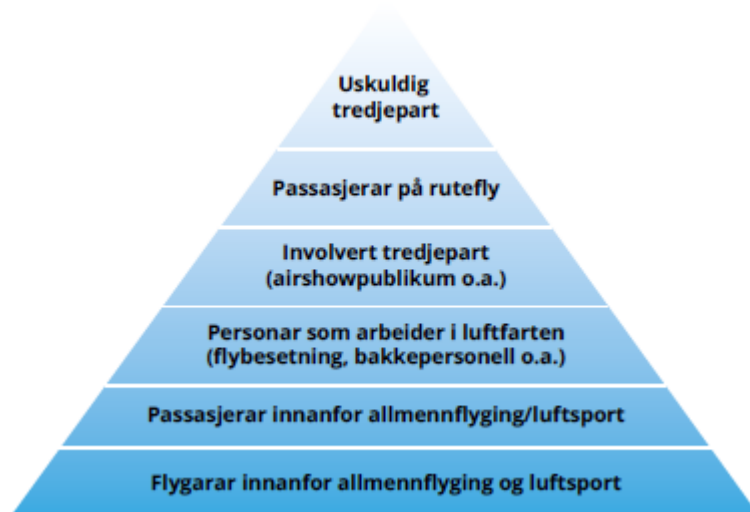 Uskuldig
tredjepart
Passasjerar på rutefly
Involvert tredjepart
(airshowpublikum o.a.)
Personar som arbeider i luftfarten
(flybesetning, bakkepersonell o.a.)
Passasjerar innanfor allmennflyging/luftsport
Flygarar innanfor allmennflyging og luftsport